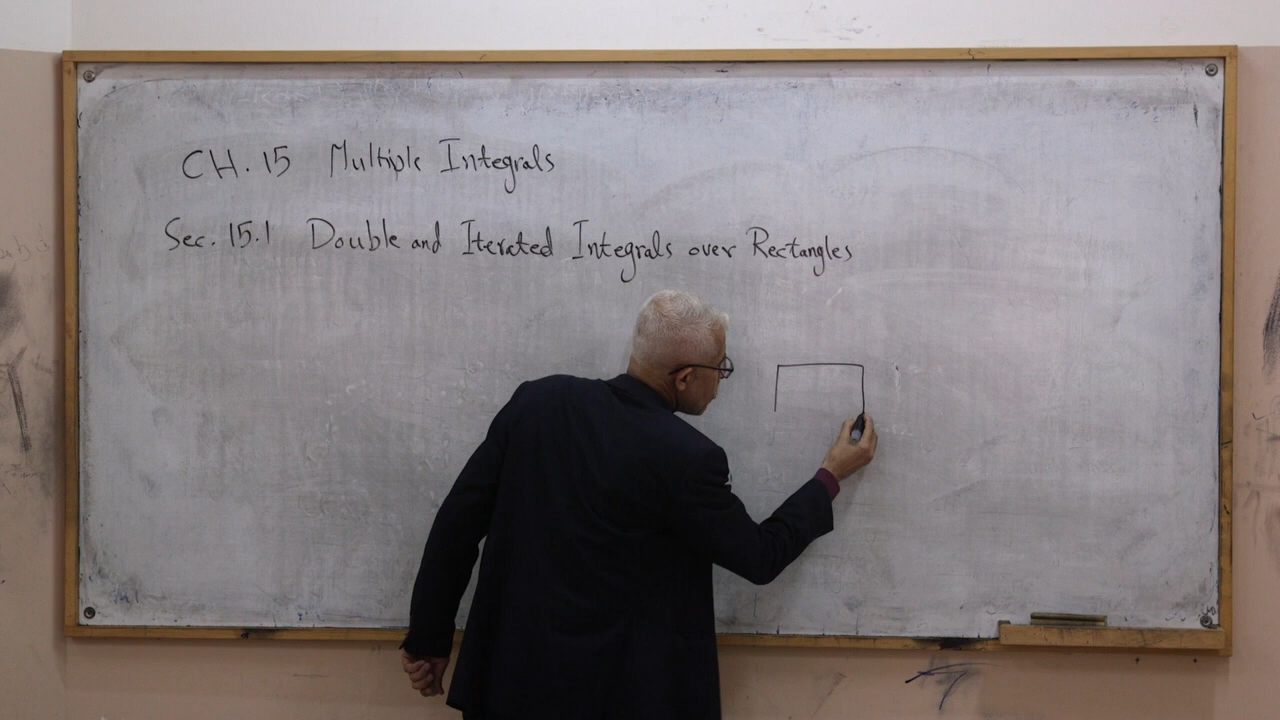 CH. 15 Multiple Integrals
Sec. 15.1 Double and Iterated Integrals over Rectangles